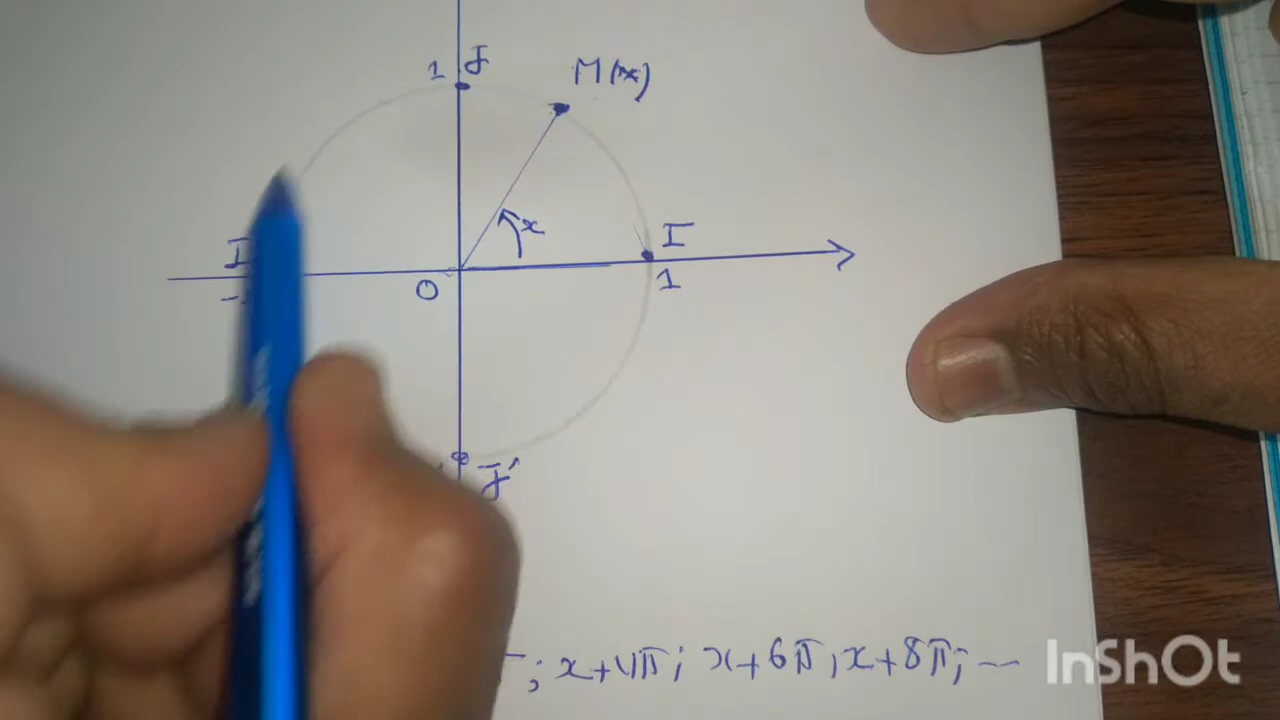 1 J
M(x)
x
I
I
O
1
J'
; x+4π; x+6π; x+8π; ...
InShOt